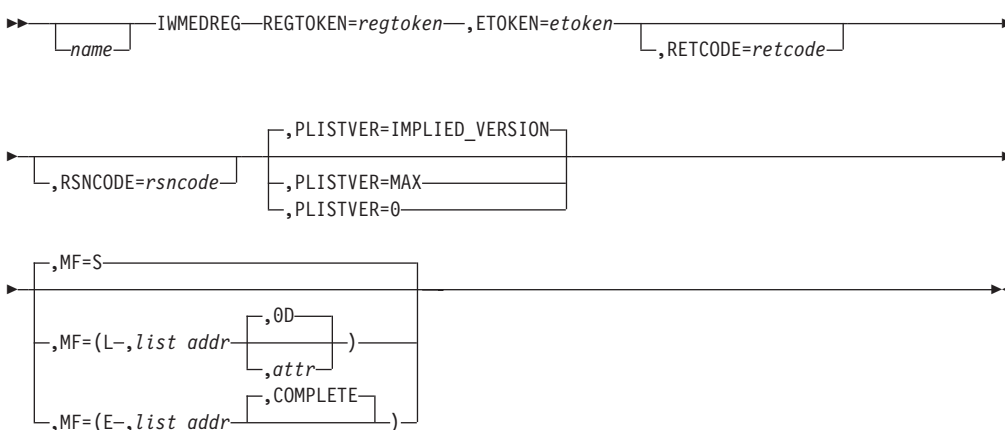 IWMEDREG REGTOKEN=regtoken ,ETOKEN=etoken
name
,RETCODE=retcode
,PLISTVER=IMPLIED_VERSION
,RSNCODE=rsncode
,PLISTVER=MAX
,PLISTVER=0
,MF=S
,0D
,MF=(L ,list addr )
,attr
,COMPLETE
,MF=(E ,list addr )